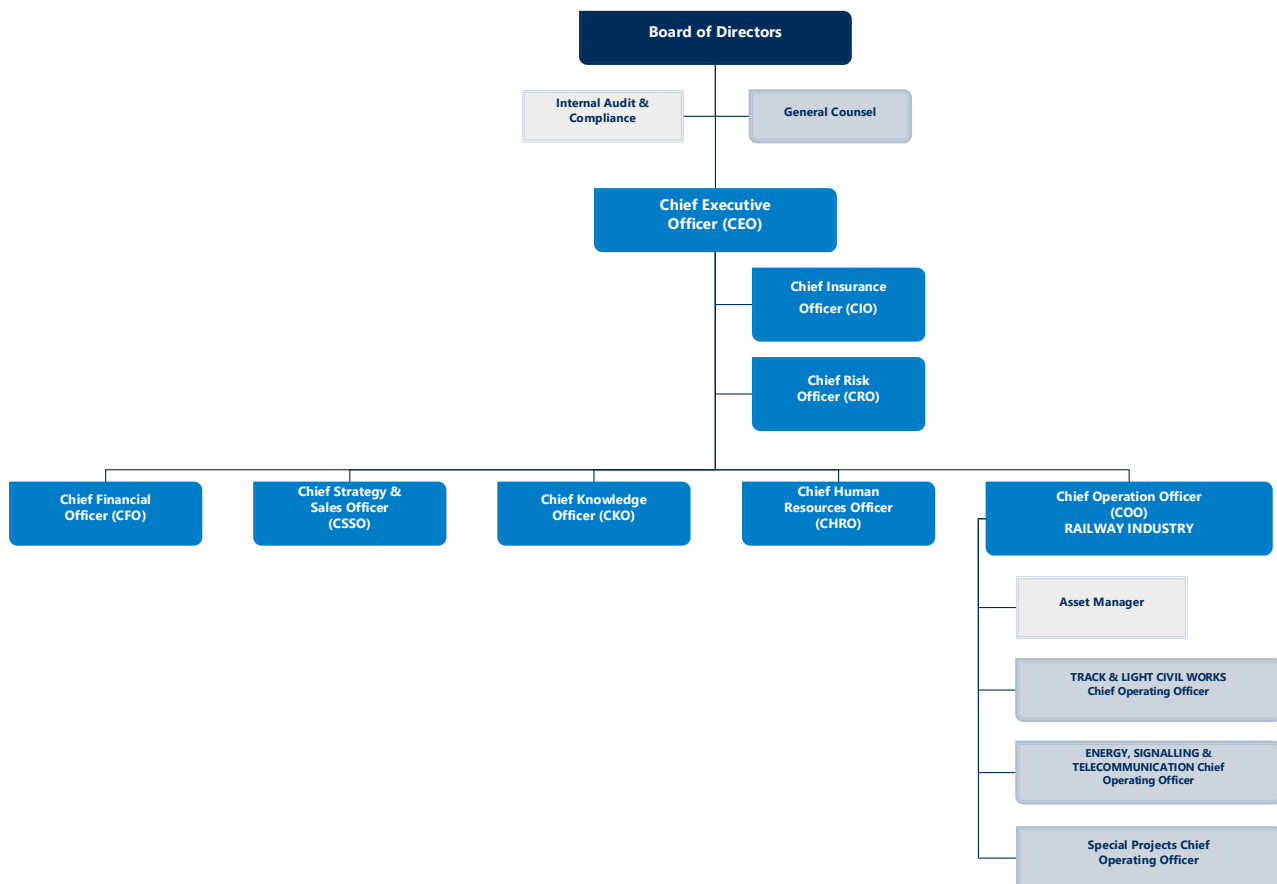 Board of Directors
Internal Audit &
Compliance
General Counsel
Chief Executive
Officer (CEO)
Chief Insurance
Officer (CIO)
Chief Risk
Officer (CRO)
Chief Financial
Officer (CFO)
Chief Strategy &
Sales Officer
(CSSO)
Chief Knowledge
Officer (CKO)
Chief Human
Resources Officer
(CHRO)
Chief Operation Officer
(COO)
RAILWAY INDUSTRY
Asset Manager
TRACK & LIGHT CIVIL WORKS
Chief Operating Officer
ENERGY, SIGNALLING &
TELECOMMUNICATION Chief
Operating Officer
Special Projects Chief
Operating Officer